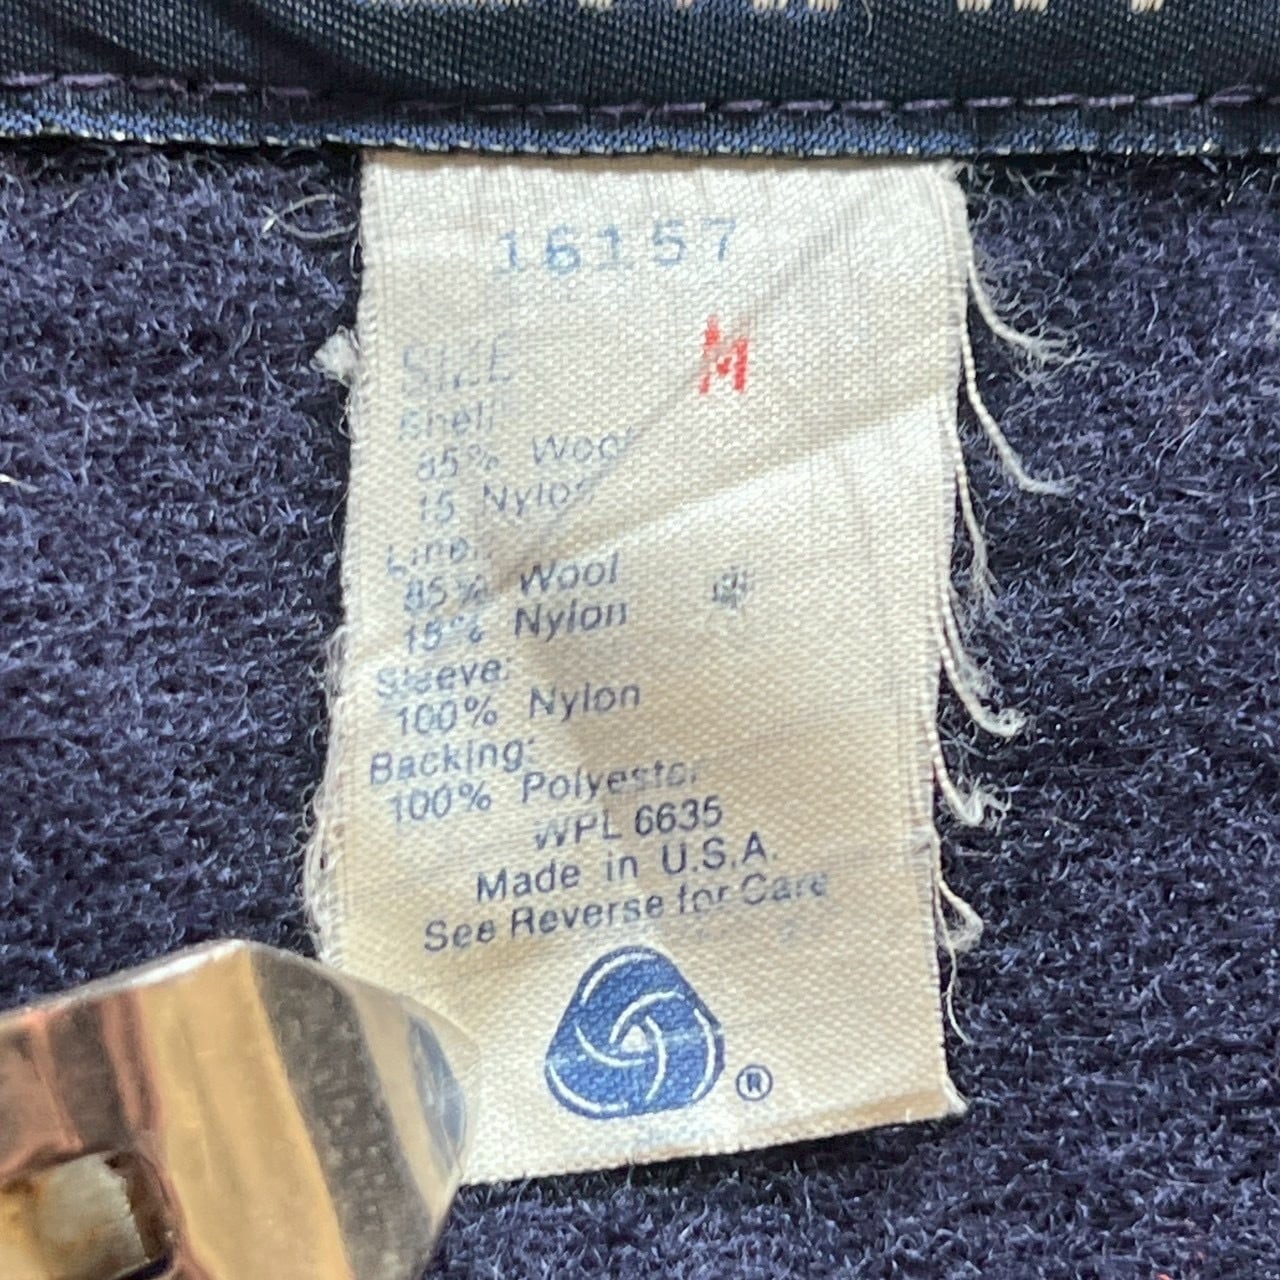 16157
SIZE M
Shell:
85% Wool
15 Nylon
Liner:
85% Wool
15% Nylon
Sleeve:
100% Nylon
Backing:
100% Polyester
WPL 6635
Made in U.S.A.
See Reverse for Care
®